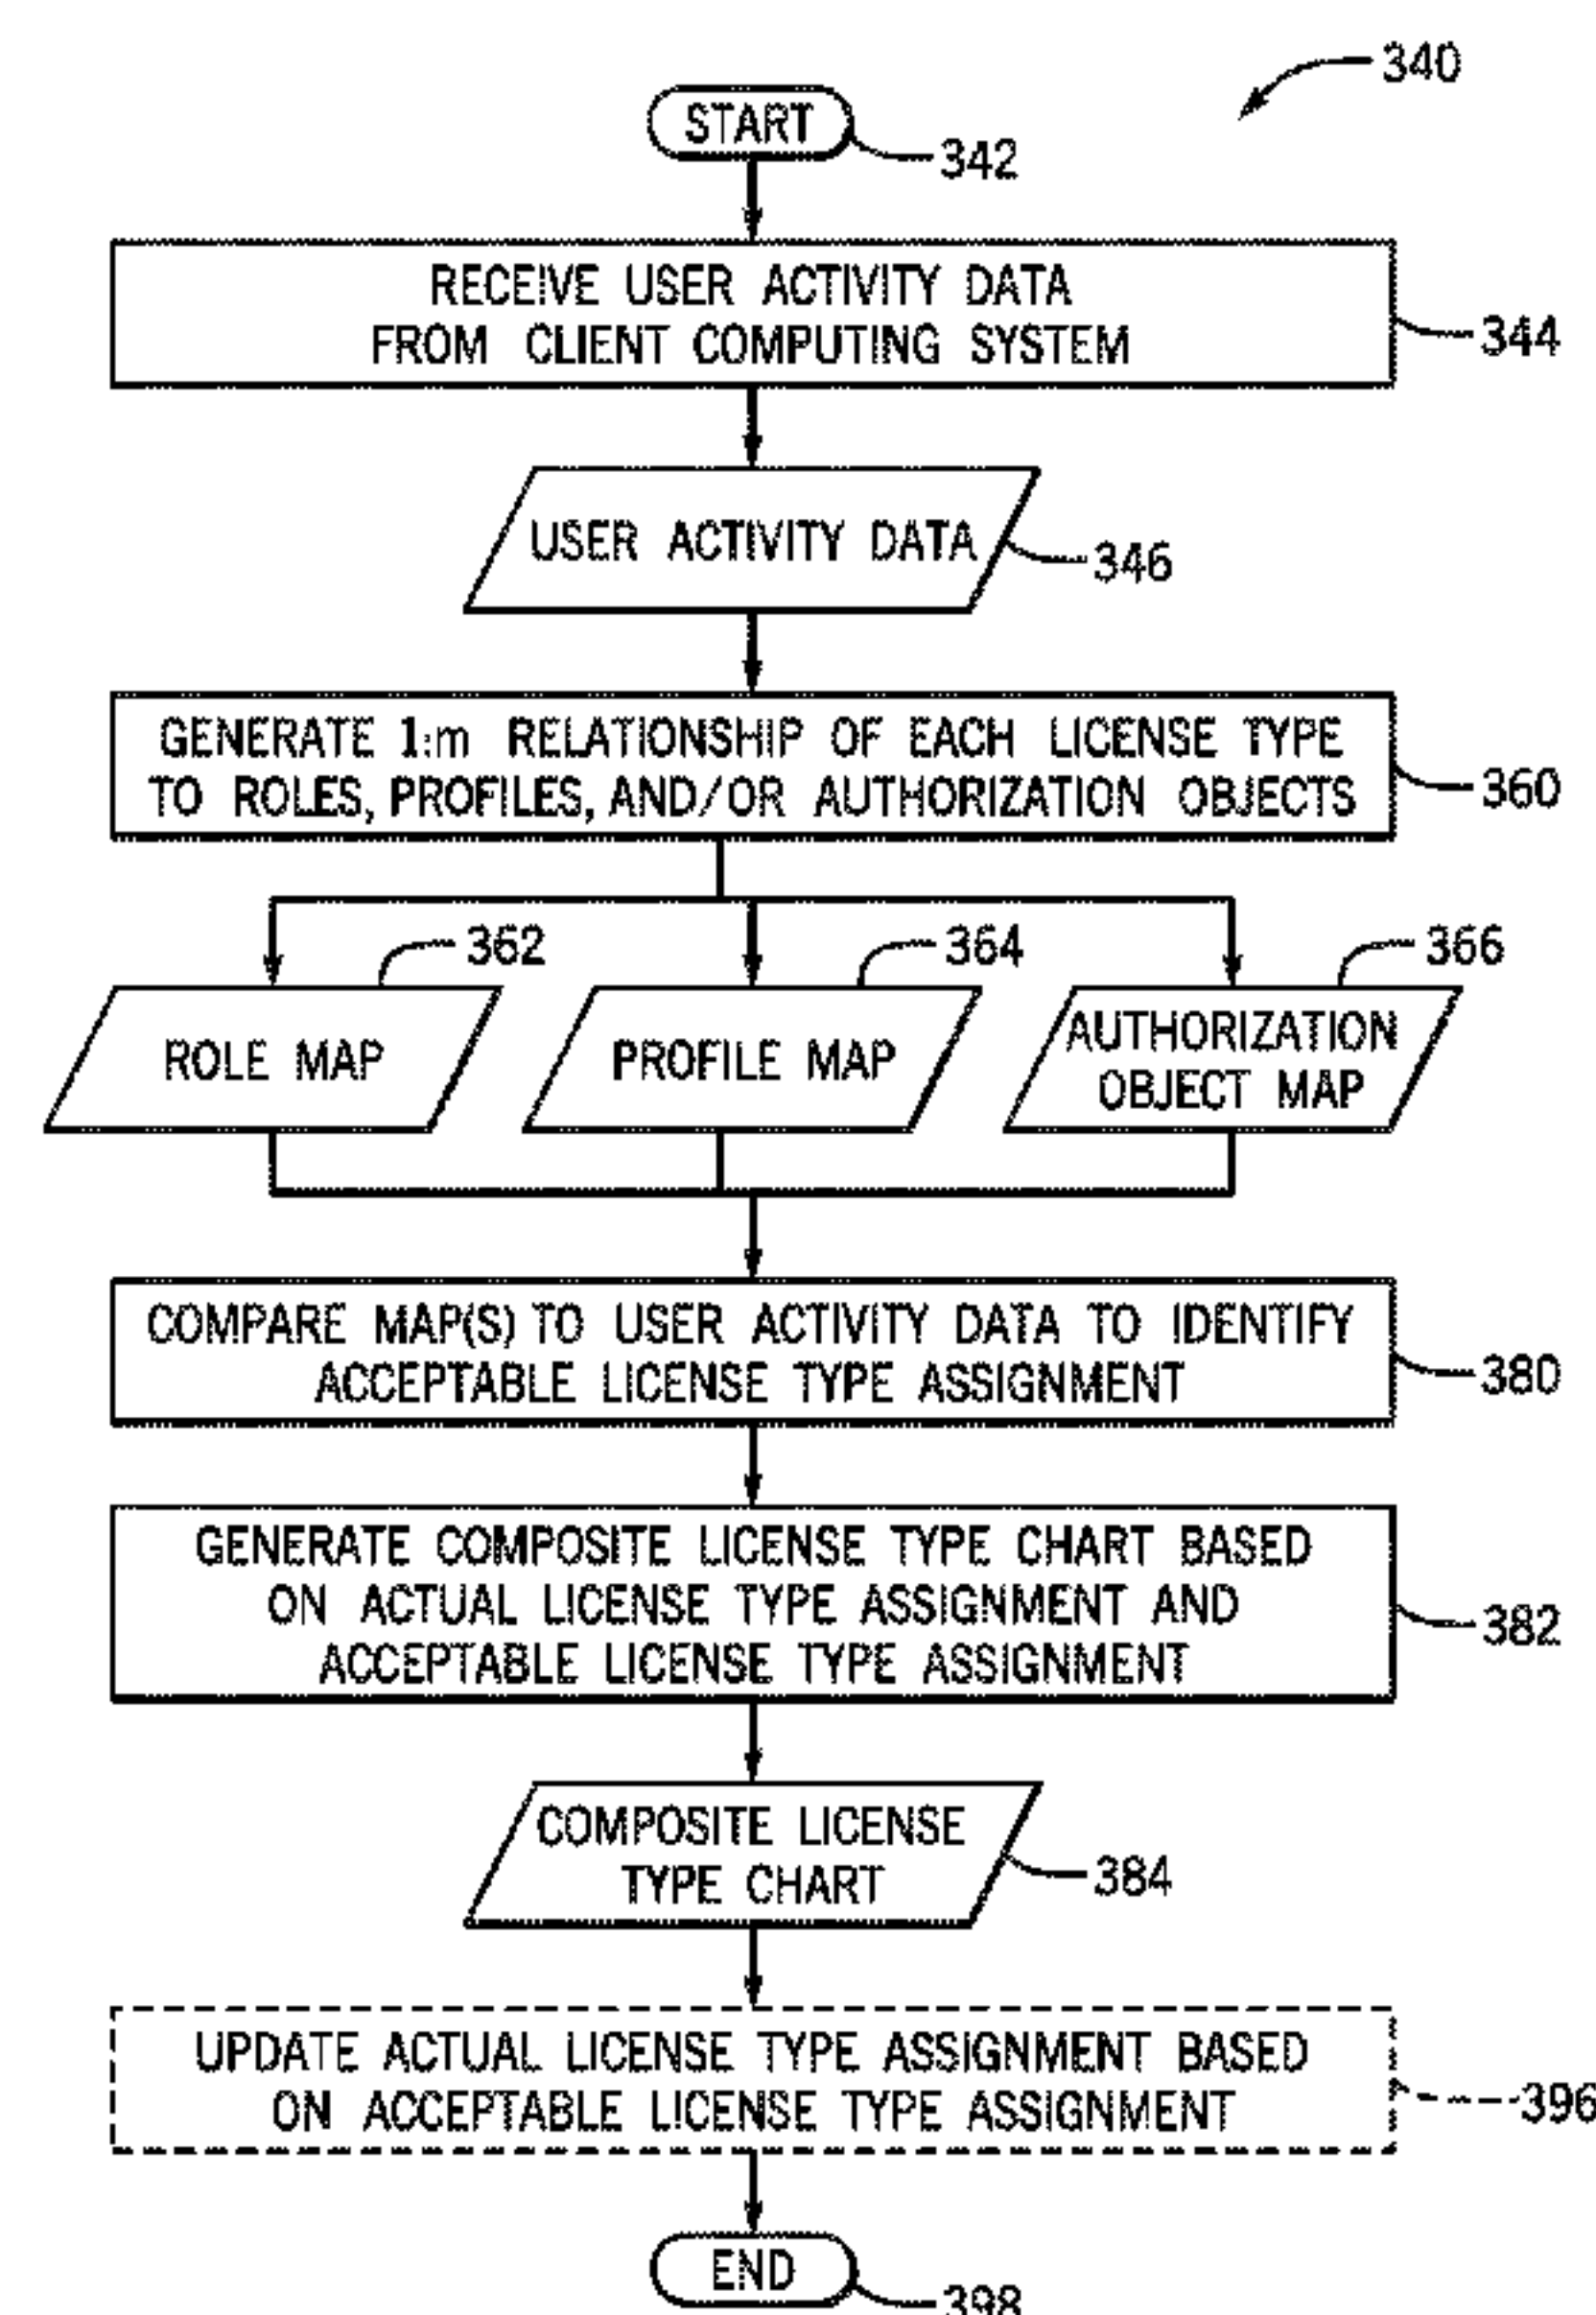 340
START
342
RECEIVE USER ACTIVITY DATA
FROM CLIENT COMPUTING SYSTEM
344
USER ACTIVITY DATA
346
GENERATE 1:m RELATIONSHIP OF EACH LICENSE TYPE
TO ROLES, PROFILES, AND/OR AUTHORIZATION OBJECTS
360
362
364
366
ROLE MAP
PROFILE MAP
AUTHORIZATION
OBJECT MAP
COMPARE MAP(S) TO USER ACTIVITY DATA TO IDENTIFY
ACCEPTABLE LICENSE TYPE ASSIGNMENT
380
GENERATE COMPOSITE LICENSE TYPE CHART BASED
ON ACTUAL LICENSE TYPE ASSIGNMENT AND
ACCEPTABLE LICENSE TYPE ASSIGNMENT
382
COMPOSITE LICENSE
TYPE CHART
384
UPDATE ACTUAL LICENSE TYPE ASSIGNMENT BASED
ON ACCEPTABLE LICENSE TYPE ASSIGNMENT
396
END
398